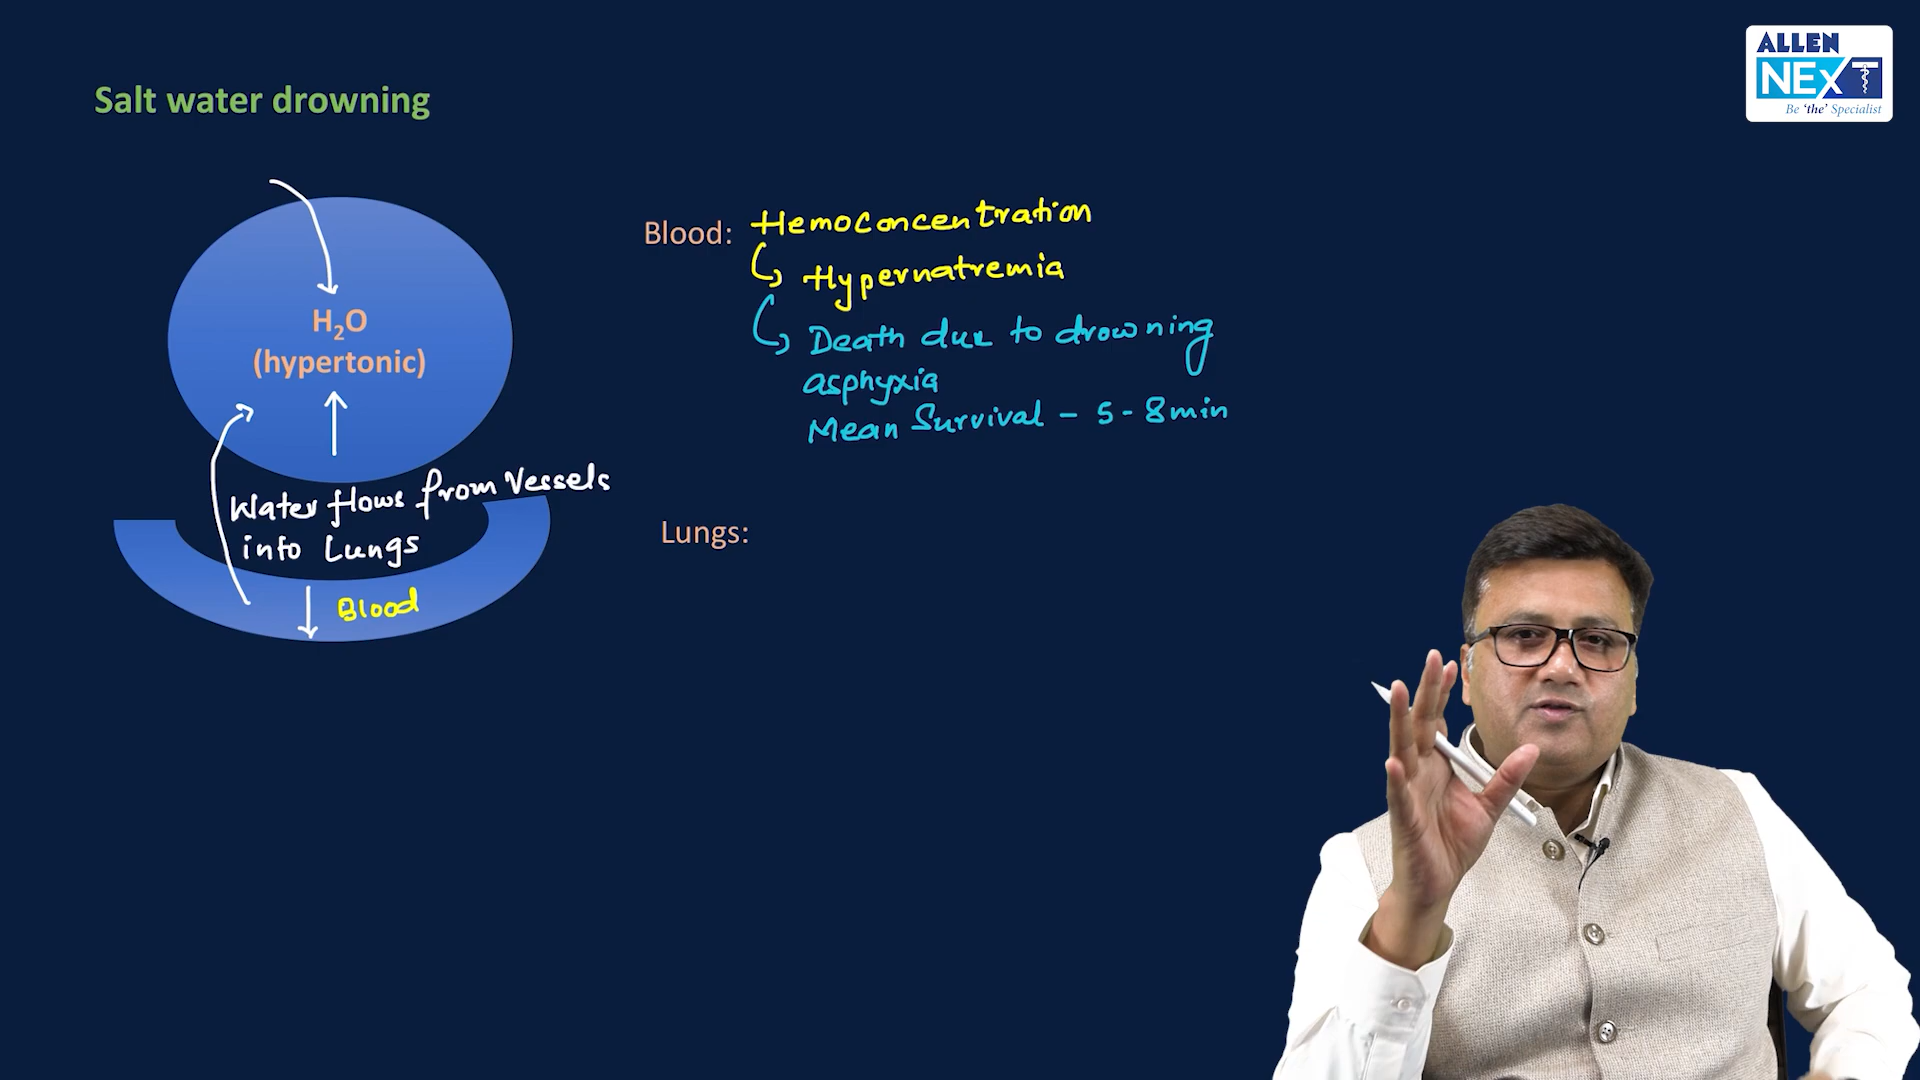 ALLEN
NEXT
Be 'the' Specialist
Salt water drowning
H₂O
(hypertonic)
Water flows from Vessels
into Lungs
Blood
Blood: Hemoconcentration
Hypernatremia
Death due to drowning
asphyxia
Mean Survival - 5-8min
Lungs: